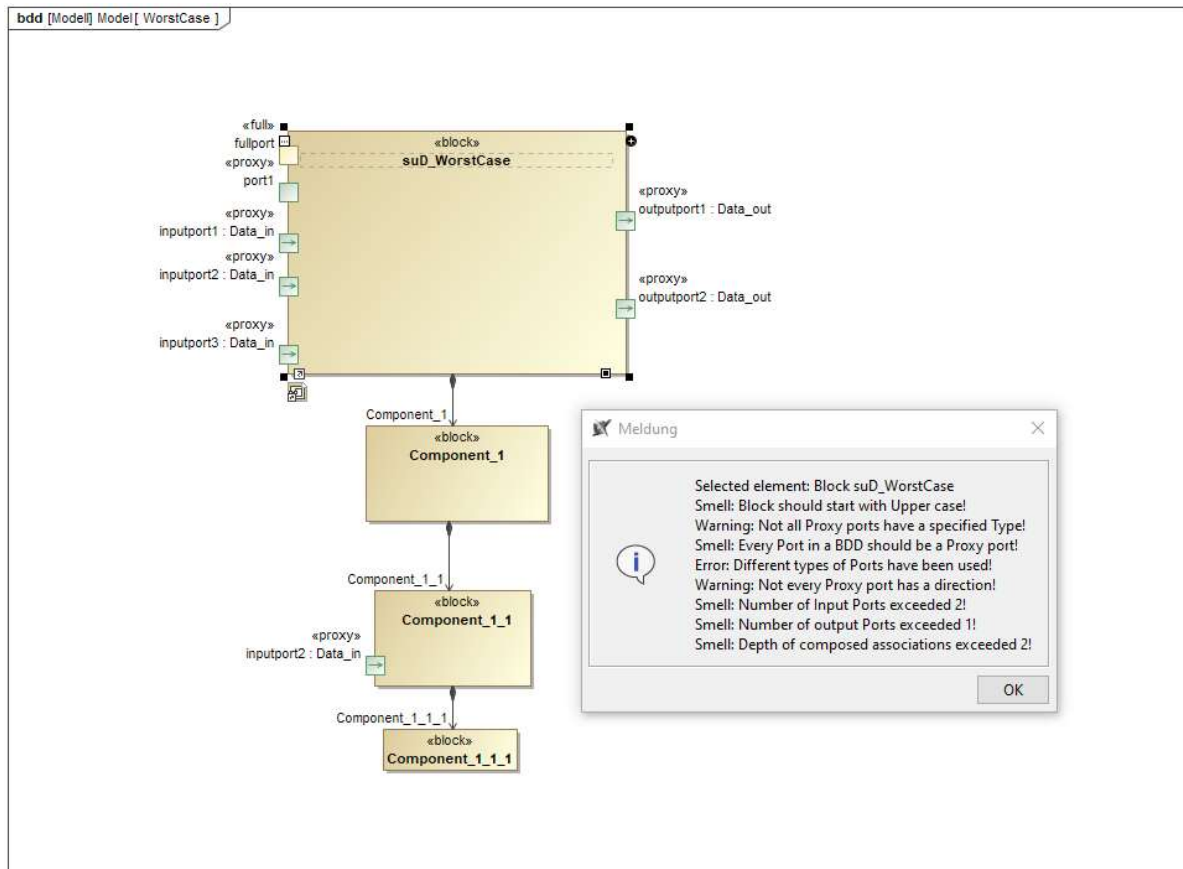 bdd [Modell] Model[ WorstCase ]
«full»
fullport
«proxy»
port1
«proxy»
inputport1 : Data_in
«proxy»
inputport2 : Data_in
«proxy»
inputport3 : Data_in
«block»
suD_WorstCase
«proxy»
outputport1 : Data_out
«proxy»
outputport2 : Data_out
Component_1
«block»
Component_1
Component_1_1
«block»
Component_1_1
«proxy»
inputport2 : Data_in
Component_1_1_1
«block»
Component_1_1_1
Meldung
Selected element: Block suD_WorstCase
Smell: Block should start with Upper case!
Warning: Not all Proxy ports have a specified Type!
Smell: Every Port in a BDD should be a Proxy port!
Error: Different types of Ports have been used!
Warning: Not every Proxy port has a direction!
Smell: Number of Input Ports exceeded 2!
Smell: Number of output Ports exceeded 1!
Smell: Depth of composed associations exceeded 2!
OK